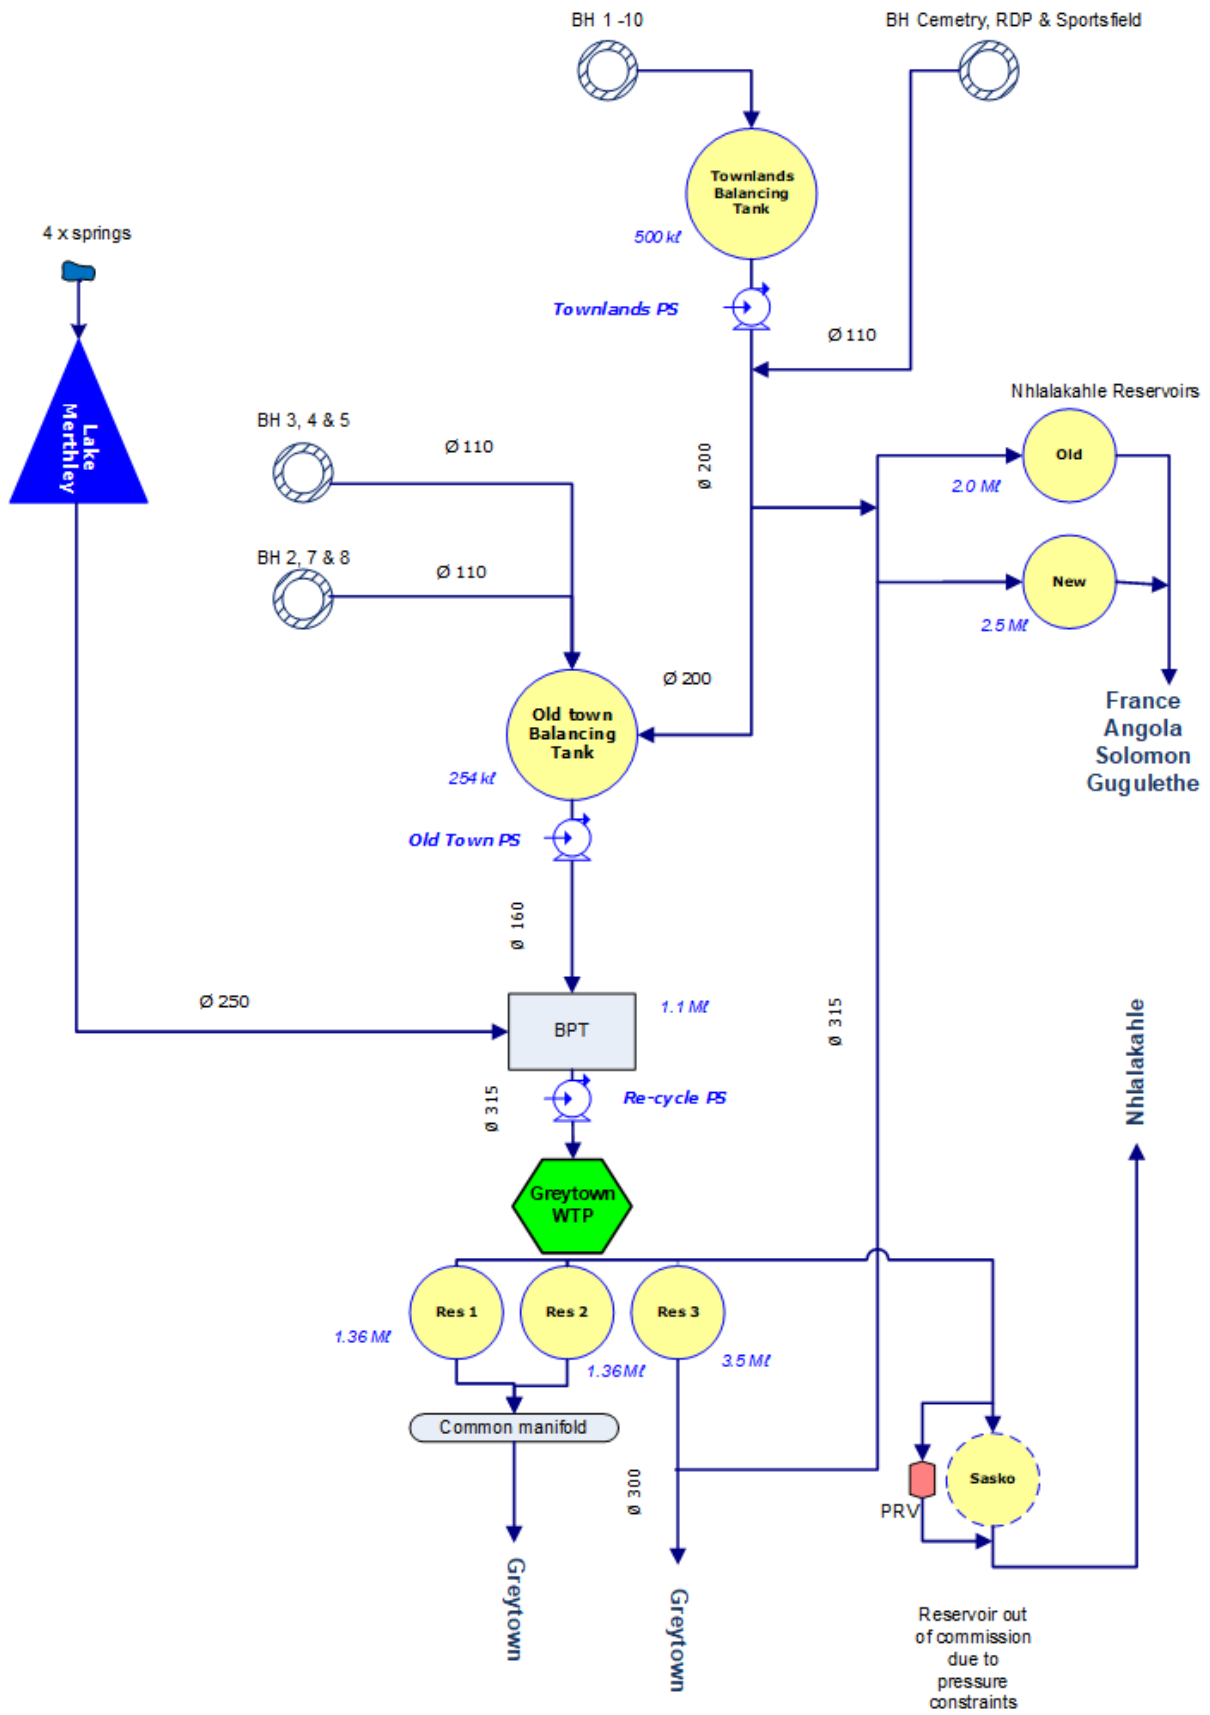 BH 1 -10
BH Cemetry, RDP & Sportsfield
Townlands
Balancing
Tank
500 kℓ
4 x springs
Townlands PS
Ø 110
Lake
Merthley
Nhlalakahle Reservoirs
BH 3, 4 & 5
Ø 110
Ø 200
Old
2.0 Mℓ
BH 2, 7 & 8
Ø 110
New
2.5 Mℓ
Ø 200
Old town
Balancing
Tank
254 kℓ
France
Angola
Solomon
Gugulethe
Old Town PS
Ø 160
Ø 250
BPT
1.1 Mℓ
Ø 315
Nhlalakahle
Ø 315
Re-cycle PS
Greytown
WTP
Res 1
Res 2
Res 3
1.36 Mℓ
1.36 Mℓ
3.5 Mℓ
Common manifold
Ø 300
Sasko
PRV
Greytown
Greytown
Reservoir out
of commission
due to
pressure
constraints